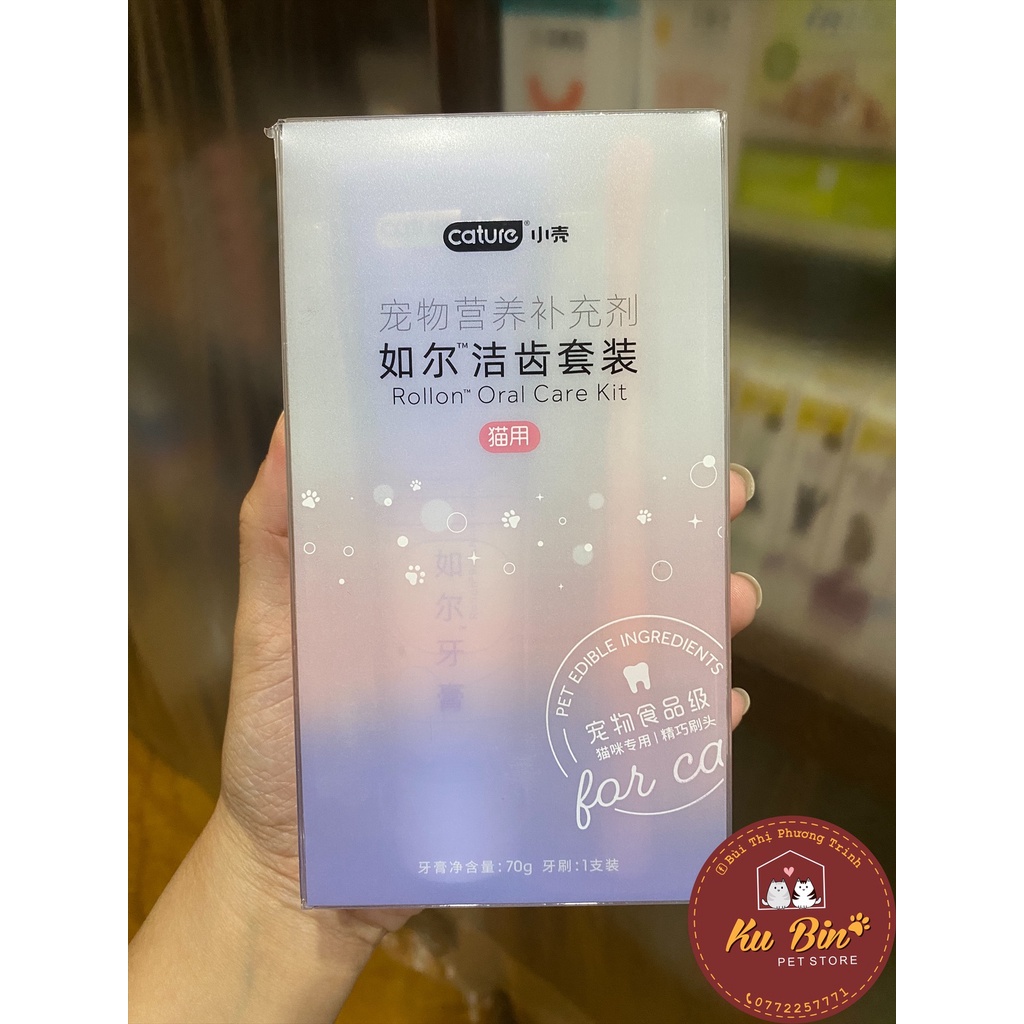 cature® 小壳
宠物营养补充剂
如尔™洁齿套装
Rollon™ Oral Care Kit
猫用
如尔牙膏
PET EDIBLE INGREDIENTS
宠物食品级
猫咪专用|精巧刷头
for ca
牙膏净含量:70g 牙刷:1支装
Bùi Thị Phương Trinh
Ku Bin
PET STORE
0772257771